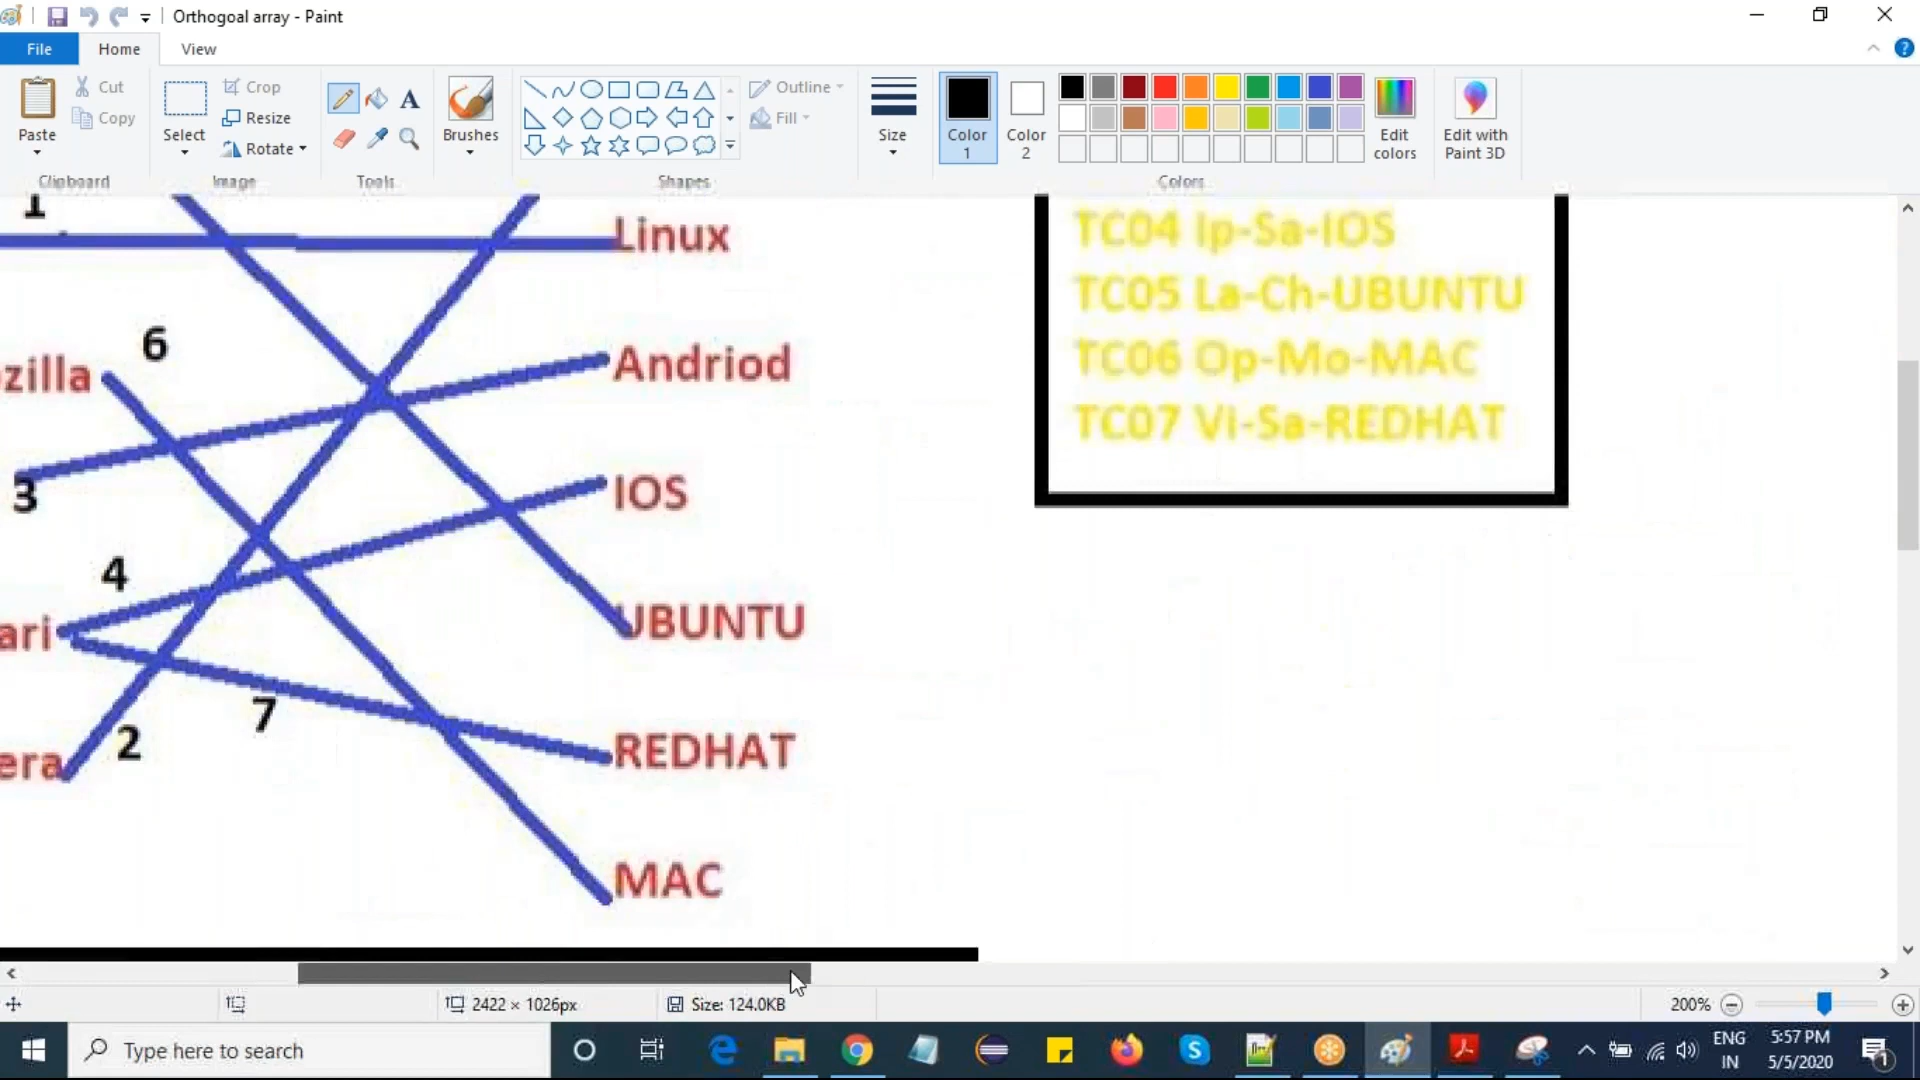 Orthogoal array - Paint
File Home View
Paste
Cut
Copy
Clipboard
Select
Crop
Resize
Rotate
Image
Tools
A
Brushes
Shapes
Outline
Fill
Size
Color 1
Color 2
Edit colors
Edit with Paint 3D
Colors
1
Linux
6
zilla
Andriod
3
IOS
4
ari
UBUNTU
7
2
REDHAT
era
MAC
TC04 Ip-Sa-IOS
TC05 La-Ch-UBUNTU
TC06 Op-Mo-MAC
TC07 Vi-Sa-REDHAT
2422 × 1026px
Size: 124.0KB
200%
Type here to search
ENG
IN
5:57 PM
5/5/2020
1